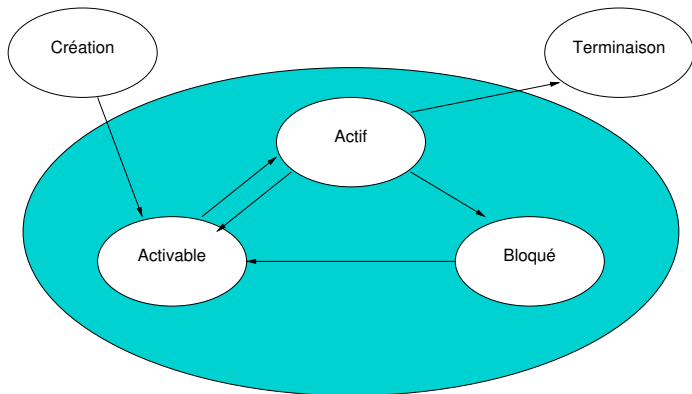 Création
Terminaison
Actif
Activable
Bloqué